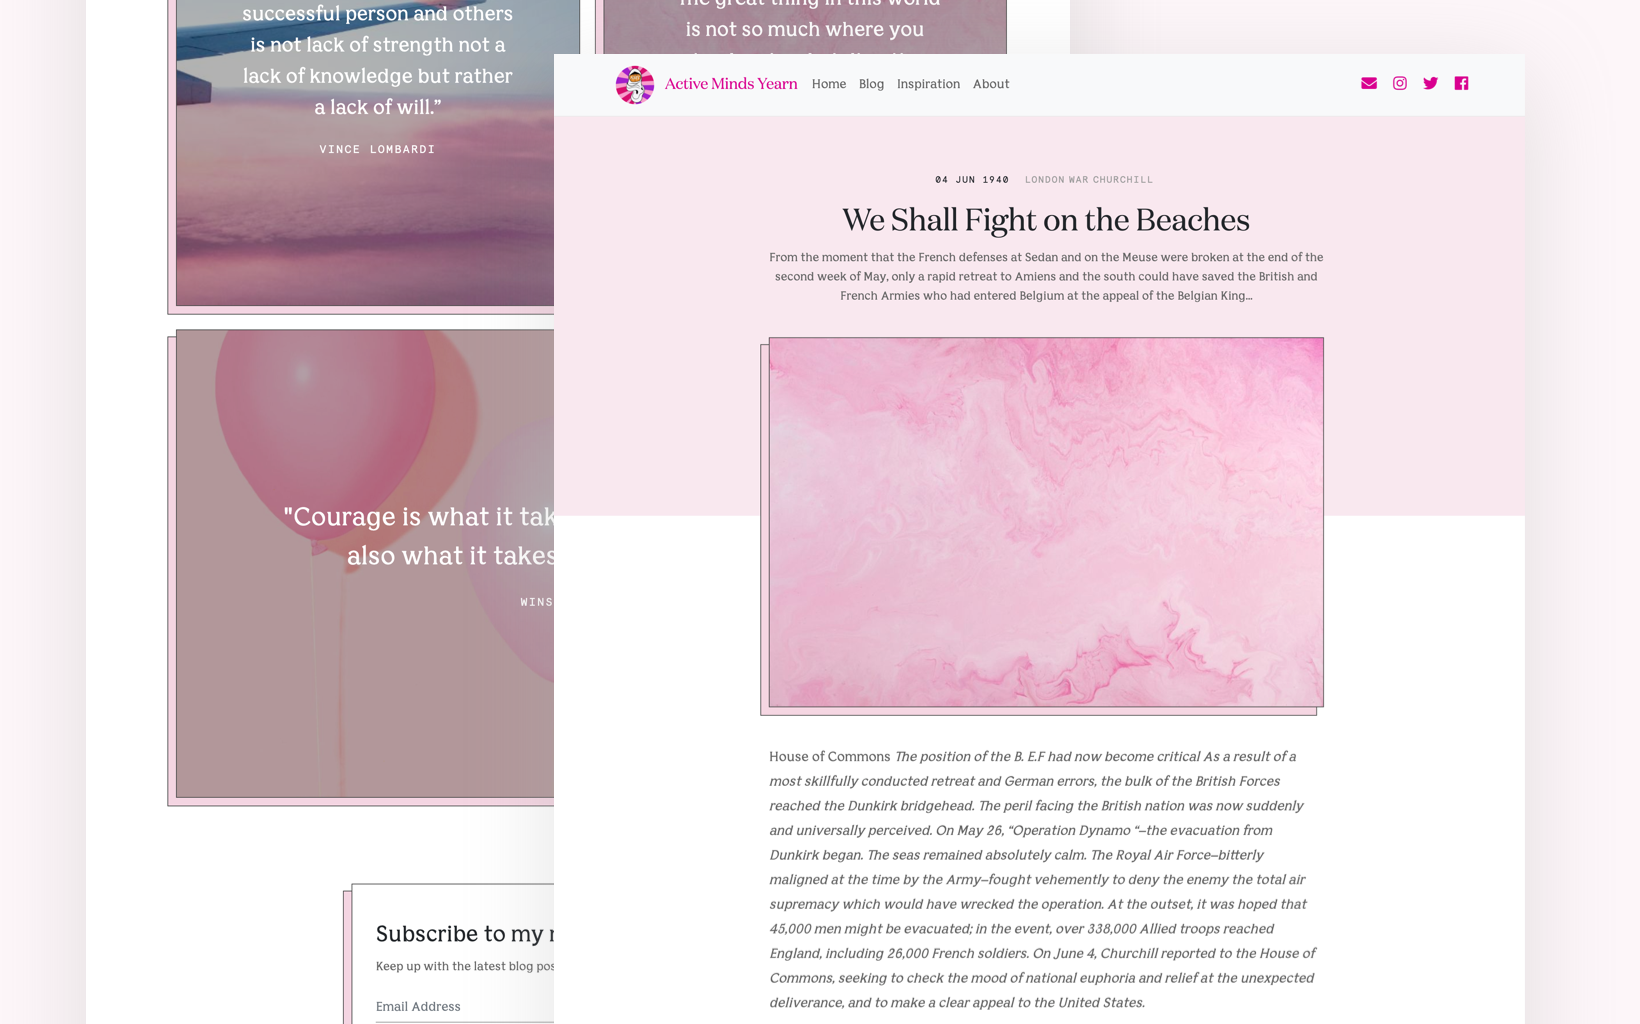 successful person and others
is not lack of strength not a
lack of knowledge but rather
a lack of will.”
VINCE LOMBARDI
The great thing in this world
is not so much where you
"Courage is what it tak
also what it takes
WINS
Subscribe to my
Keep up with the latest blog pos
Email Address
Active Minds Yearn
Home Blog Inspiration About
04 JUN 1940 LONDON WAR CHURCHILL
We Shall Fight on the Beaches
From the moment that the French defenses at Sedan and on the Meuse were broken at the end of the
second week of May, only a rapid retreat to Amiens and the south could have saved the British and
French Armies who had entered Belgium at the appeal of the Belgian King...
House of Commons The position of the B. E.F had now become critical As a result of a
most skillfully conducted retreat and German errors, the bulk of the British Forces
reached the Dunkirk bridgehead. The peril facing the British nation was now suddenly
and universally perceived. On May 26, “Operation Dynamo “–the evacuation from
Dunkirk began. The seas remained absolutely calm. The Royal Air Force–bitterly
maligned at the time by the Army–fought vehemently to deny the enemy the total air
supremacy which would have wrecked the operation. At the outset, it was hoped that
45,000 men might be evacuated; in the event, over 338,000 Allied troops reached
England, including 26,000 French soldiers. On June 4, Churchill reported to the House of
Commons, seeking to check the mood of national euphoria and relief at the unexpected
deliverance, and to make a clear appeal to the United States.